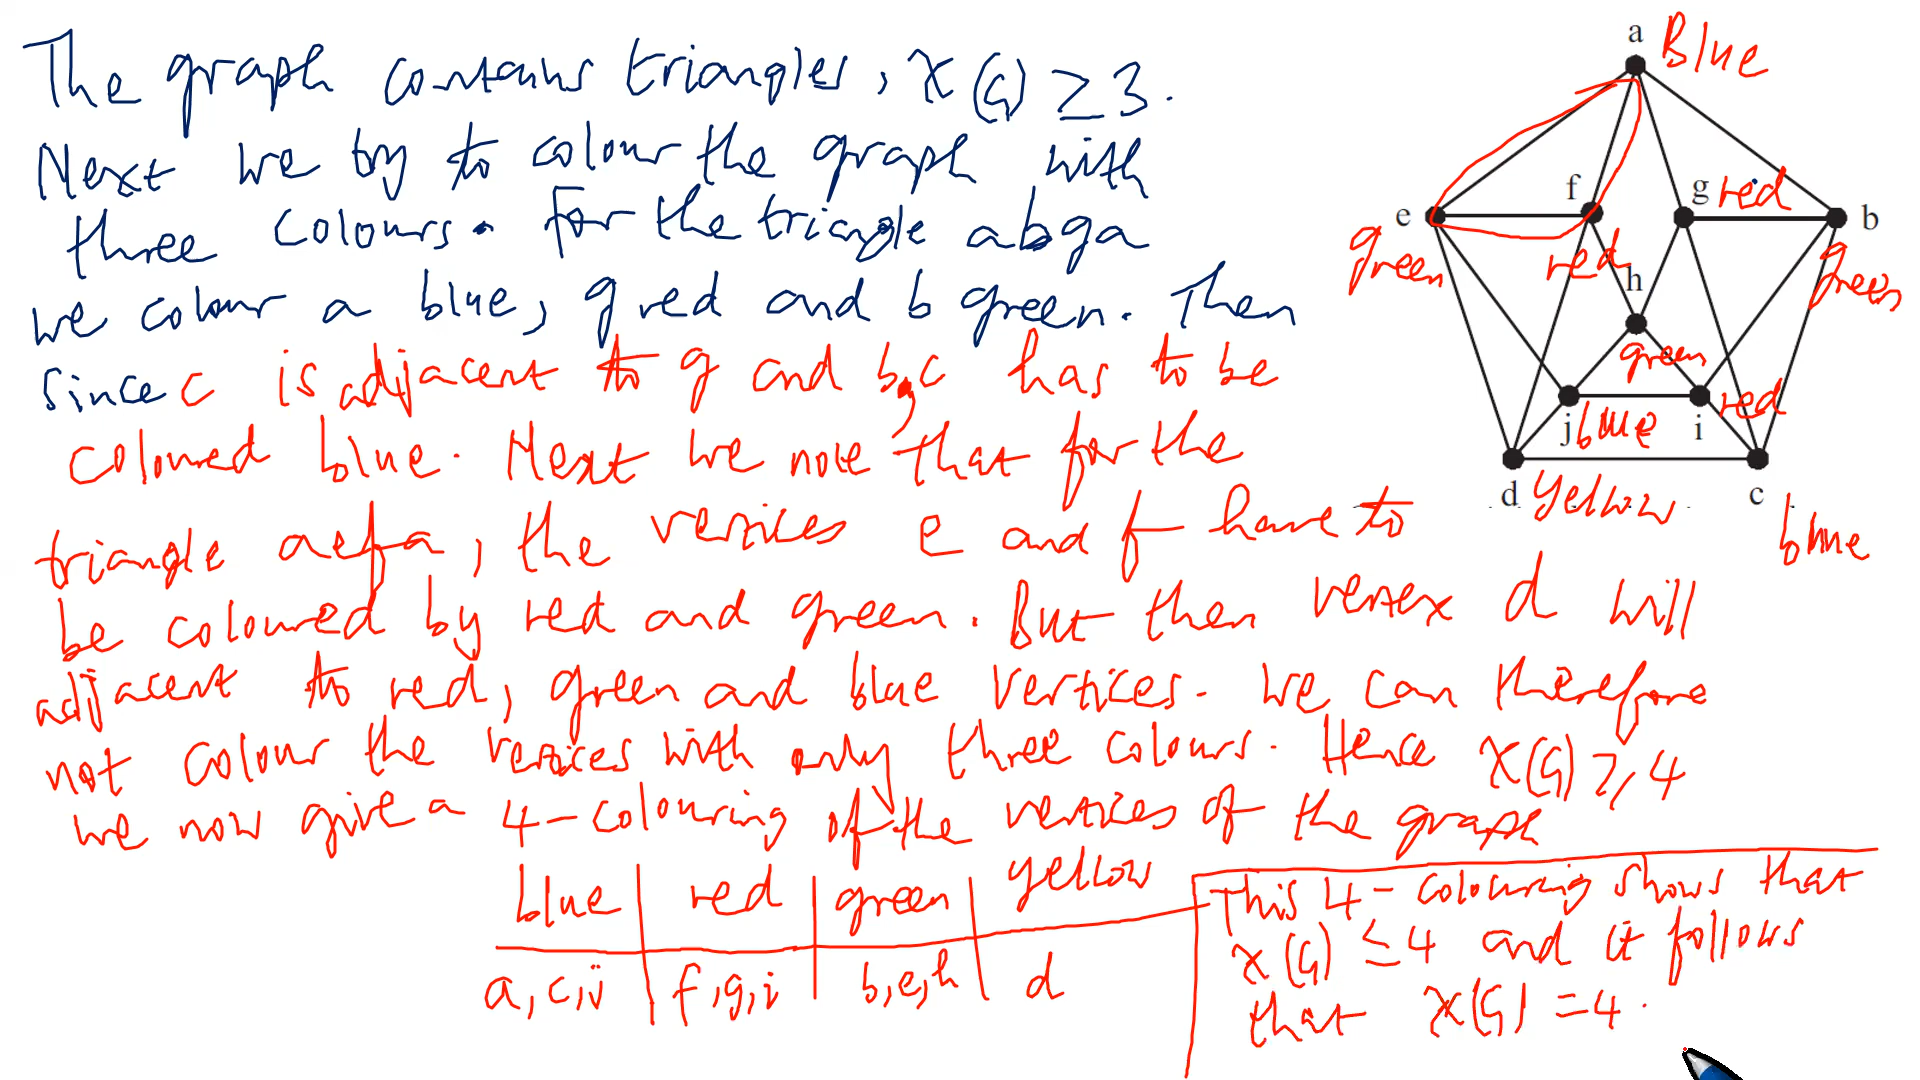 The graph contains triangles, χ(G) ≥ 3.
Next we try to colour the graph with
three colours. For the triangle abga
we colour a blue, g red and b green. Then
since c is adjacent to g and b, c has to be
coloured blue. Next we note that for the
triangle aefa, the vertices e and f have to
be coloured by red and green. But then vertex d will
adjacent to red, green and blue vertices. We can therefore
not colour the vertices with only three colours. Hence χ(G) ≥ 4
we now give a 4-colouring of the vertices of the graph
blue | red | green | yellow
a, c, j | f, g, i | b, e, h | d
This 4-colouring shows that
χ(G) ≤ 4 and it follows
that χ(G) = 4.
a Blue
f g red
e b
green red green
h
green
red
j blue i
d yellow c
blue